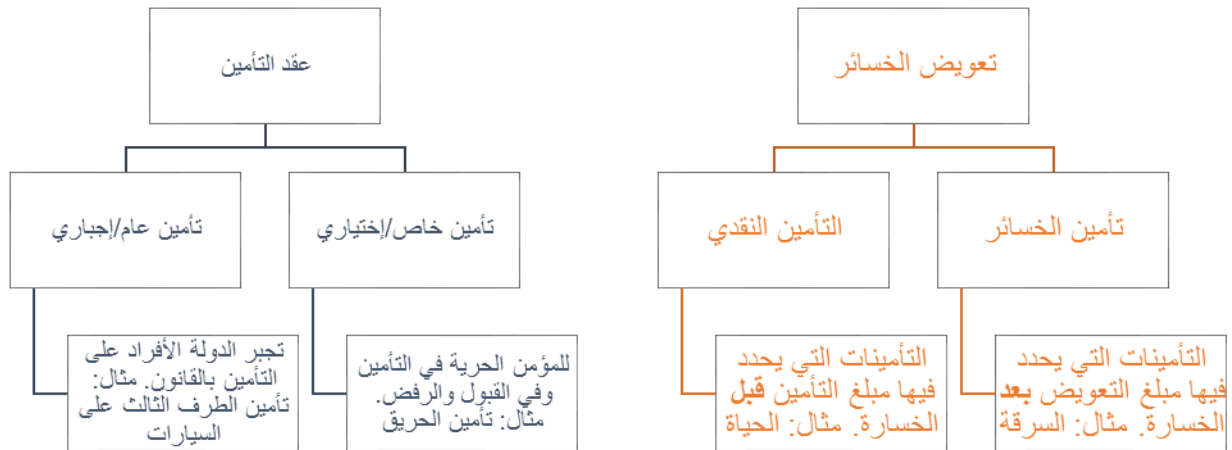 تعويض الخسائر
تأمين الخسائر
التأمين النقدي
التأمينات التي يحدد
فيها مبلغ التعويض بعد
الخسارة. مثال: السرقة
التأمينات التي يحدد
فيها مبلغ التأمين قبل
الخسارة. مثال: الحياة
عقد التأمين
تأمين خاص/إختياري
تأمين عام/إجباري
للمؤمن الحرية في التأمين
وفي القبول والرفض.
مثال: تأمين الحريق
تجبر الدولة الأفراد على
التأمين بالقانون. مثال:
تأمين الطرف الثالث على
السيارات